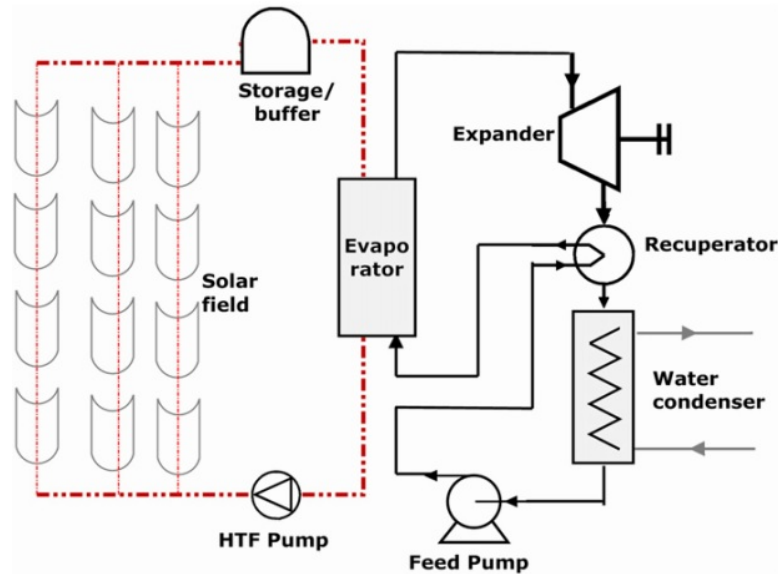 Storage/
buffer
Expander
Evapo
rator
Recuperator
Solar
field
Water
condenser
HTF Pump
Feed Pump